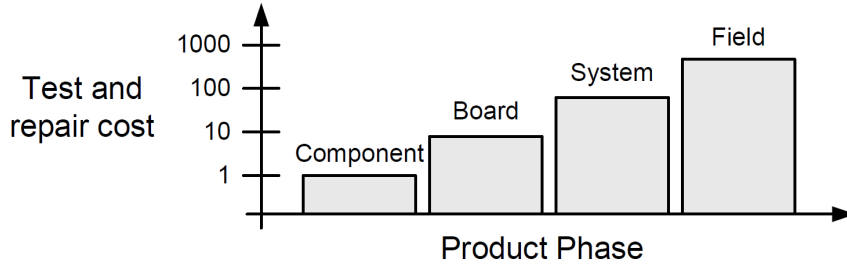 Field
1000
System
Test and
repair cost
100
Board
10
Component
1
Product Phase